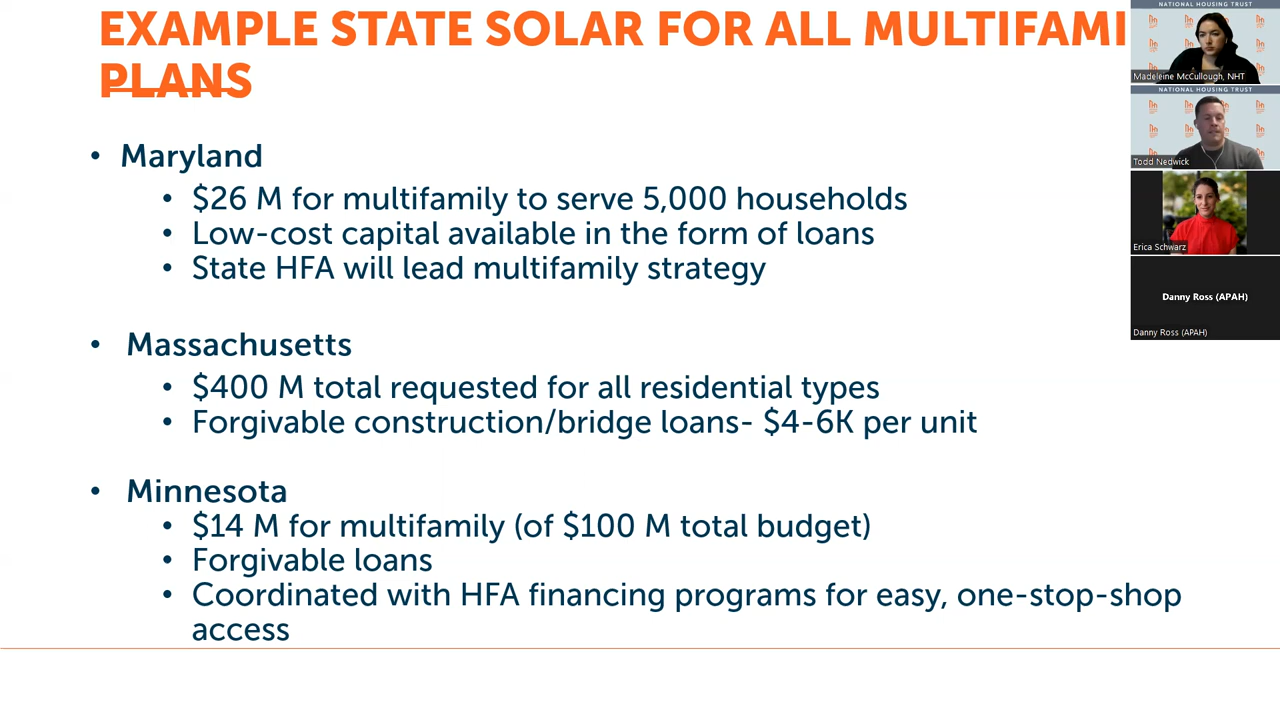 EXAMPLE STATE SOLAR FOR ALL MULTIFAMI
PLANS
• Maryland
• $26 M for multifamily to serve 5,000 households
• Low-cost capital available in the form of loans
• State HFA will lead multifamily strategy
• Massachusetts
• $400 M total requested for all residential types
• Forgivable construction/bridge loans- $4-6K per unit
• Minnesota
• $14 M for multifamily (of $100 M total budget)
• Forgivable loans
• Coordinated with HFA financing programs for easy, one-stop-shop
access
NATIONAL HOUSING TRUST
Madeleine McCullough, NHT
NATIONAL HOUSING TRUST
Todd Nedwick
Erica Schwarz
Danny Ross (APAH)
Danny Ross (APAH)